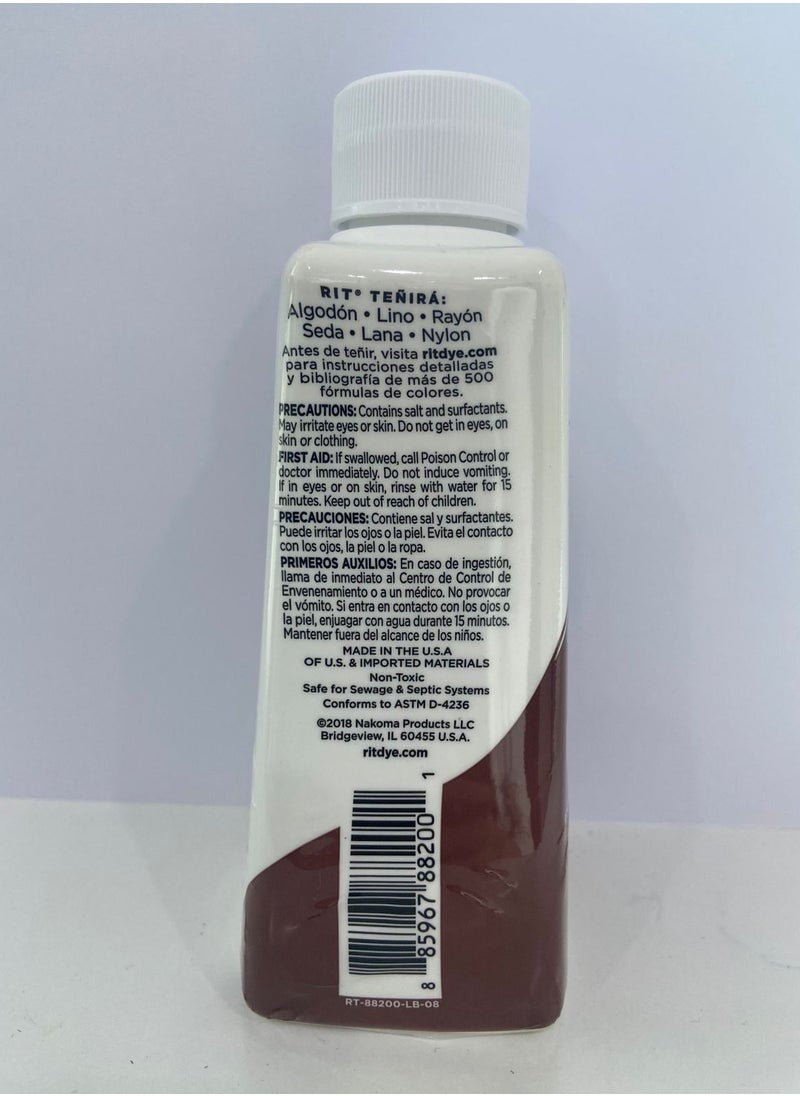 RIT® TEÑIRÁ:
Algodón • Lino • Rayón
Seda • Lana • Nylon
Antes de teñir, visita ritdye.com
para instrucciones detalladas
y bibliografía de más de 500
fórmulas de colores.
PRECAUTIONS: Contains salt and surfactants.
May irritate eyes or skin. Do not get in eyes, on
skin or clothing.
FIRST AID: If swallowed, call Poison Control or
doctor immediately. Do not induce vomiting.
If in eyes or on skin, rinse with water for 15
minutes. Keep out of reach of children.
PRECAUCIONES: Contiene sal y surfactantes.
Puede irritar los ojos o la piel. Evita el contacto
con los ojos, la piel o la ropa.
PRIMEROS AUXILIOS: En caso de ingestión,
llama de inmediato al Centro de Control de
Envenenamiento o a un médico. No provocar
el vómito. Si entra en contacto con los ojos o
la piel, enjuagar con agua durante 15 minutos.
Mantener fuera del alcance de los niños.
MADE IN THE U.S.A
OF U.S. & IMPORTED MATERIALS
Non-Toxic
Safe for Sewage & Septic Systems
Conforms to ASTM D-4236
©2018 Nakoma Products LLC
Bridgeview, IL 60455 U.S.A.
ritdye.com
8 85967 88200 1
RT-88200-LB-08